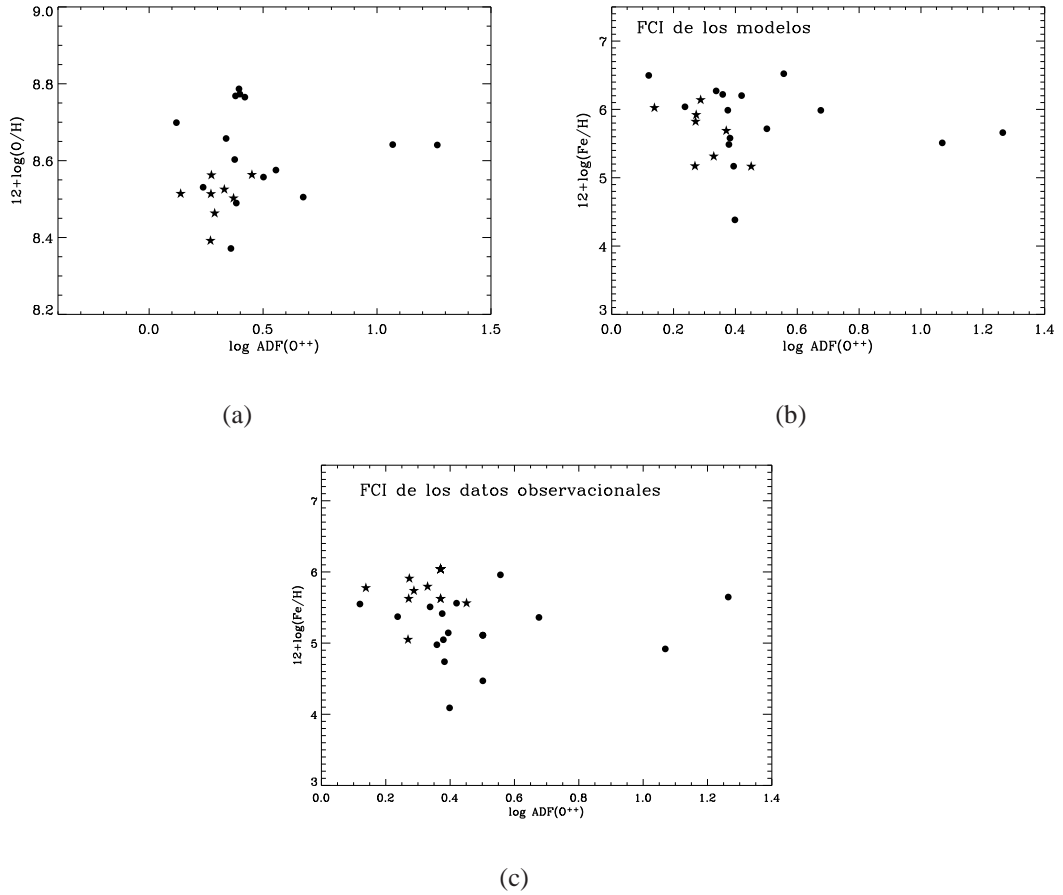 9.0
8.8
8.6
8.4
8.2
12+log(O/H)
0.0 0.5 1.0 1.5
log ADF(O⁺⁺)
(a)
FCI de los modelos
7
6
5
4
3
12+log(Fe/H)
0.0 0.2 0.4 0.6 0.8 1.0 1.2 1.4
log ADF(O⁺⁺)
(b)
FCI de los datos observacionales
7
6
5
4
3
12+log(Fe/H)
0.0 0.2 0.4 0.6 0.8 1.0 1.2 1.4
log ADF(O⁺⁺)
(c)